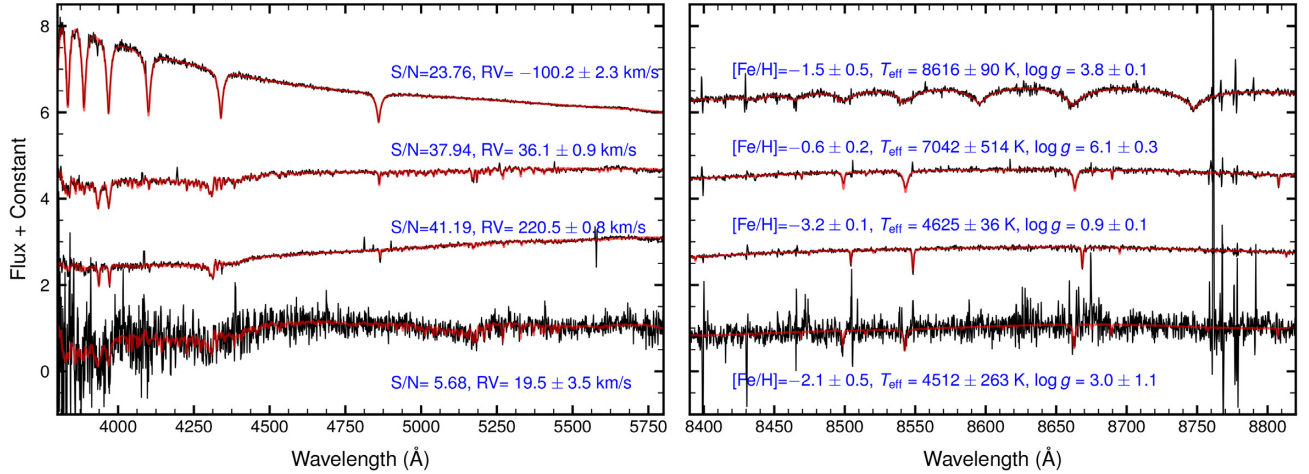 8
6
4
2
0
Flux + Constant
S/N=23.76, RV= −100.2 ± 2.3 km/s
S/N=37.94, RV= 36.1 ± 0.9 km/s
S/N=41.19, RV= 220.5 ± 0.8 km/s
S/N= 5.68, RV= 19.5 ± 3.5 km/s
4000 4250 4500 4750 5000 5250 5500 5750
Wavelength (Å)
[Fe/H]=−1.5 ± 0.5, Teff = 8616 ± 90 K, log g = 3.8 ± 0.1
[Fe/H]=−0.6 ± 0.2, Teff = 7042 ± 514 K, log g = 6.1 ± 0.3
[Fe/H]=−3.2 ± 0.1, Teff = 4625 ± 36 K, log g = 0.9 ± 0.1
[Fe/H]=−2.1 ± 0.5, Teff = 4512 ± 263 K, log g = 3.0 ± 1.1
8400 8450 8500 8550 8600 8650 8700 8750 8800
Wavelength (Å)